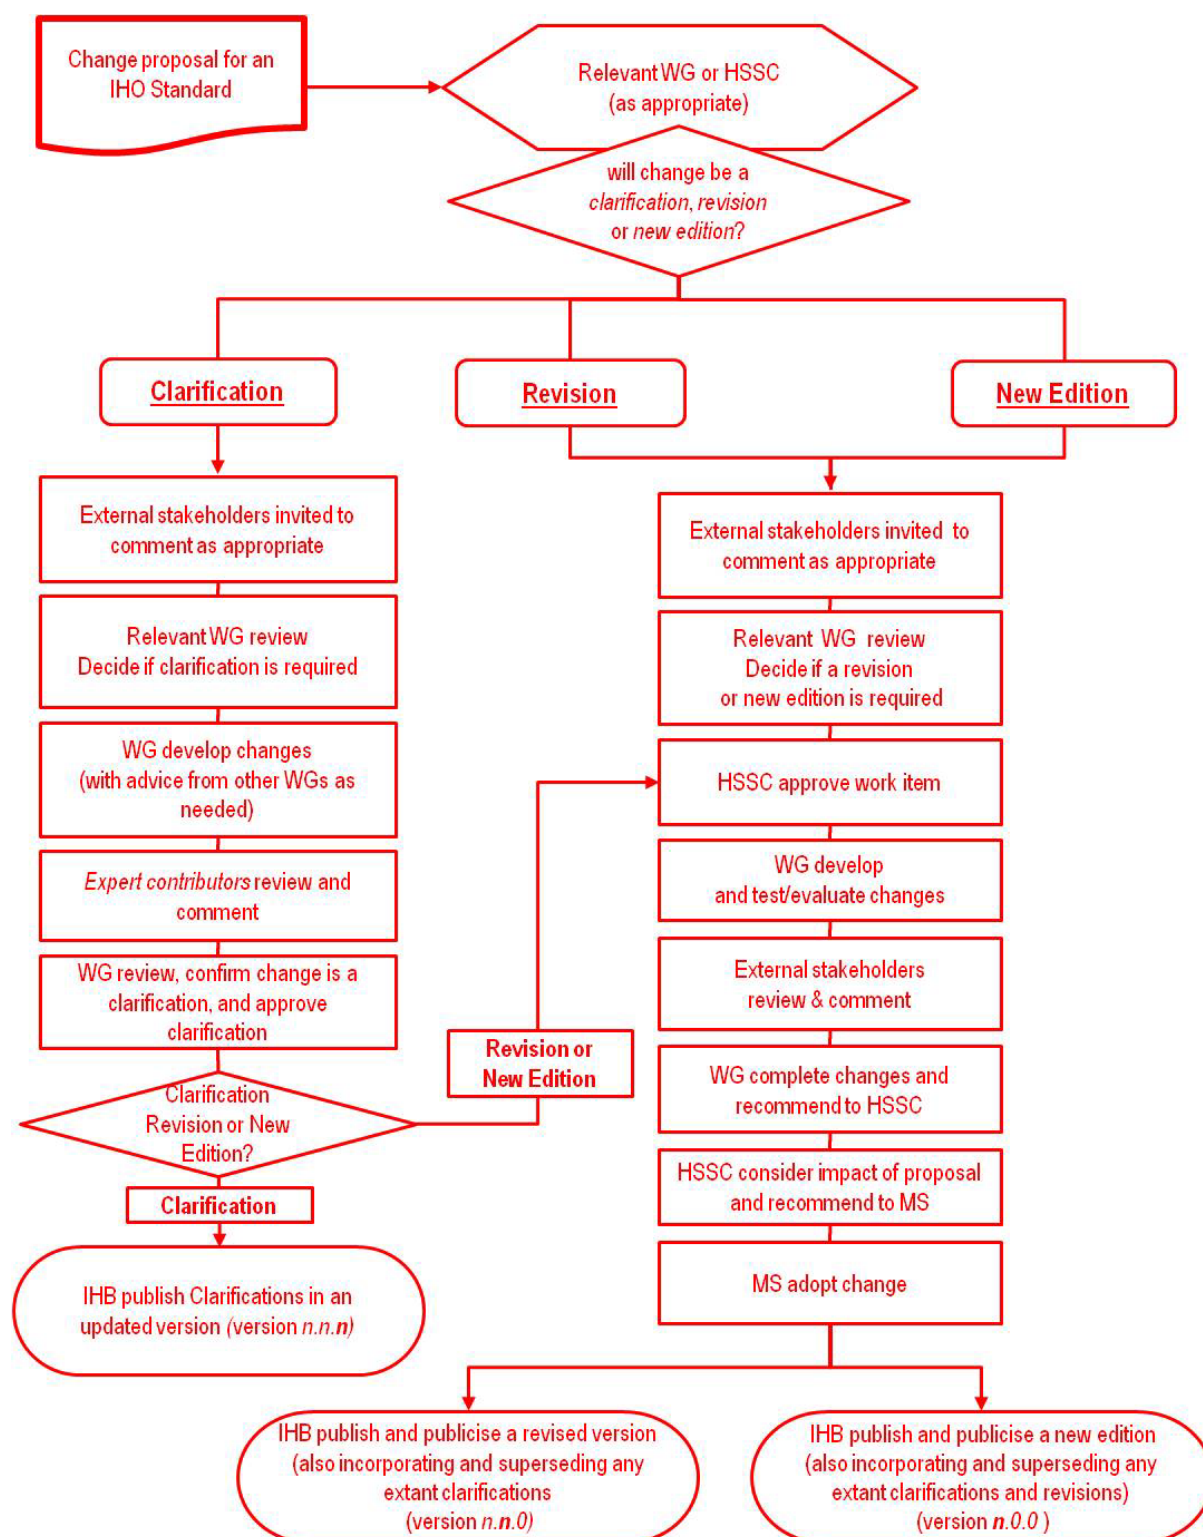 Change proposal for an
IHO Standard
Relevant WG or HSSC
(as appropriate)
will change be a
clarification, revision
or new edition?
Clarification
Revision
New Edition
External stakeholders invited to
comment as appropriate
Relevant WG review
Decide if clarification is required
WG develop changes
(with advice from other WGs as
needed)
Expert contributors review and
comment
WG review, confirm change is a
clarification, and approve
clarification
Clarification
Revision or New
Edition?
Clarification
IHB publish Clarifications in an
updated version (version n.n.n)
Revision or
New Edition
External stakeholders invited to
comment as appropriate
Relevant WG review
Decide if a revision
or new edition is required
HSSC approve work item
WG develop
and test/evaluate changes
External stakeholders
review & comment
WG complete changes and
recommend to HSSC
HSSC consider impact of proposal
and recommend to MS
MS adopt change
IHB publish and publicise a revised version
(also incorporating and superseding any
extant clarifications
(version n.n.0)
IHB publish and publicise a new edition
(also incorporating and superseding any
extant clarifications and revisions)
(version n.0.0 )